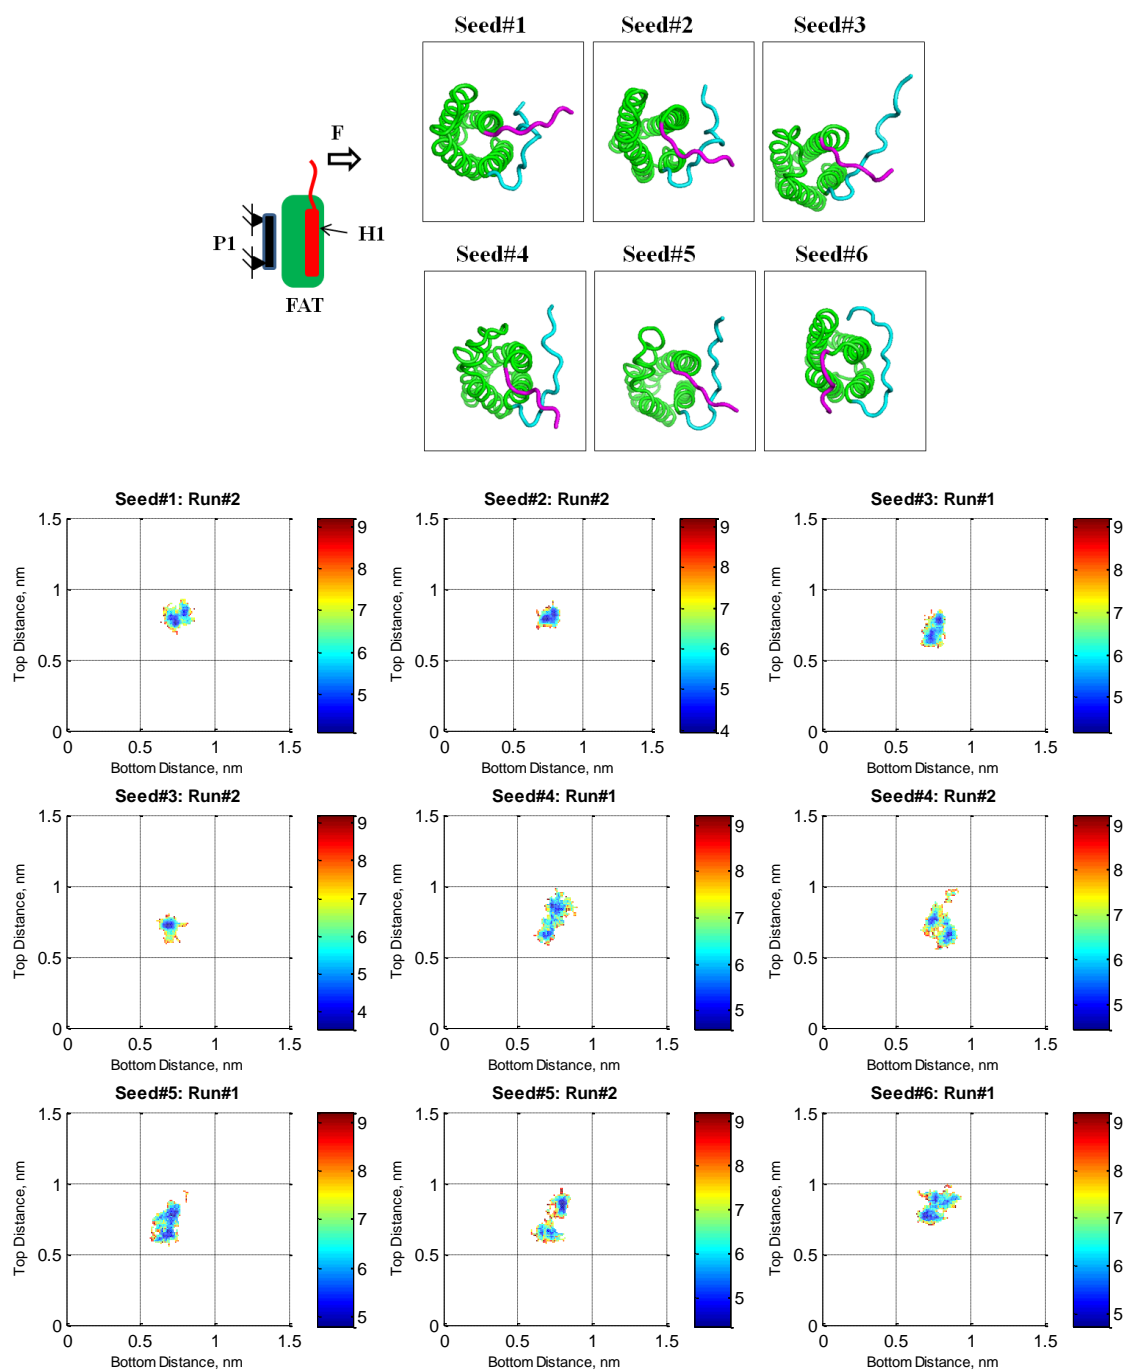 Seed#1 Seed#2 Seed#3
F
P1
H1
FAT
Seed#4 Seed#5 Seed#6
Seed#1: Run#2
1.5
1
0.5
0
0 0.5 1 1.5
Top Distance, nm
Bottom Distance, nm
9
8
7
6
5
Seed#2: Run#2
1.5
1
0.5
0
0 0.5 1 1.5
Top Distance, nm
Bottom Distance, nm
9
8
7
6
5
4
Seed#3: Run#1
1.5
1
0.5
0
0 0.5 1 1.5
Top Distance, nm
Bottom Distance, nm
9
8
7
6
5
Seed#3: Run#2
1.5
1
0.5
0
0 0.5 1 1.5
Top Distance, nm
Bottom Distance, nm
9
8
7
6
5
4
Seed#4: Run#1
1.5
1
0.5
0
0 0.5 1 1.5
Top Distance, nm
Bottom Distance, nm
9
8
7
6
5
Seed#4: Run#2
1.5
1
0.5
0
0 0.5 1 1.5
Top Distance, nm
Bottom Distance, nm
9
8
7
6
5
Seed#5: Run#1
1.5
1
0.5
0
0 0.5 1 1.5
Top Distance, nm
Bottom Distance, nm
9
8
7
6
5
Seed#5: Run#2
1.5
1
0.5
0
0 0.5 1 1.5
Top Distance, nm
Bottom Distance, nm
9
8
7
6
5
Seed#6: Run#1
1.5
1
0.5
0
0 0.5 1 1.5
Top Distance, nm
Bottom Distance, nm
9
8
7
6
5